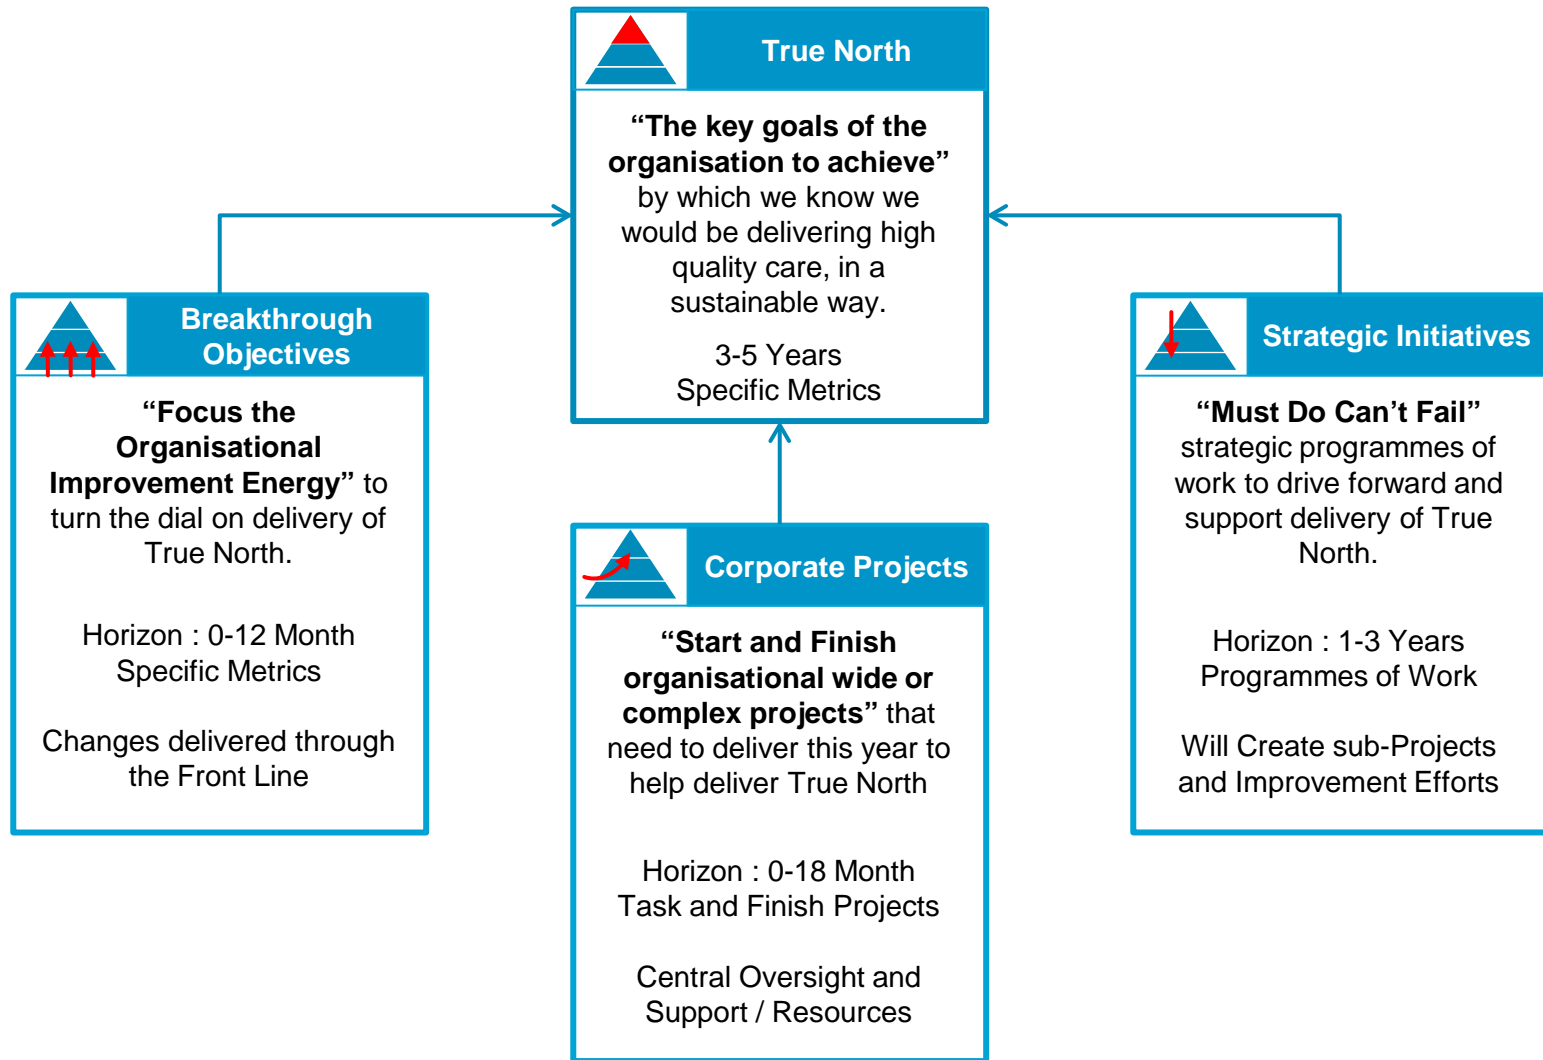 True North
“The key goals of the
organisation to achieve”
by which we know we
would be delivering high
quality care, in a
sustainable way.
3-5 Years
Specific Metrics
Breakthrough
Objectives
“Focus the
Organisational
Improvement Energy” to
turn the dial on delivery of
True North.
Horizon : 0-12 Month
Specific Metrics
Changes delivered through
the Front Line
Corporate Projects
“Start and Finish
organisational wide or
complex projects” that
need to deliver this year to
help deliver True North
Horizon : 0-18 Month
Task and Finish Projects
Central Oversight and
Support / Resources
Strategic Initiatives
“Must Do Can’t Fail”
strategic programmes of
work to drive forward and
support delivery of True
North.
Horizon : 1-3 Years
Programmes of Work
Will Create sub-Projects
and Improvement Efforts